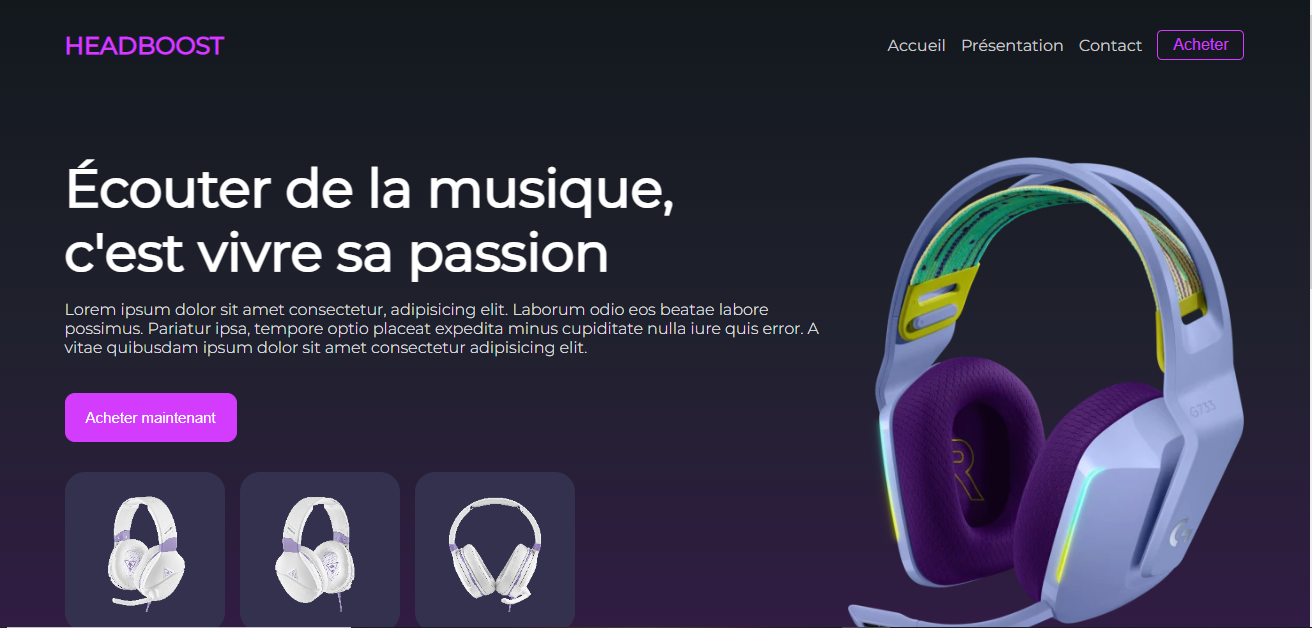 HEADBOOST
Accueil Présentation Contact Acheter
Écouter de la musique,
c'est vivre sa passion
Lorem ipsum dolor sit amet consectetur, adipisicing elit. Laborum odio eos beatae labore
possimus. Pariatur ipsa, tempore optio placeat expedita minus cupiditate nulla iure quis error. A
vitae quibusdam ipsum dolor sit amet consectetur adipisicing elit.
Acheter maintenant
G733
R
G